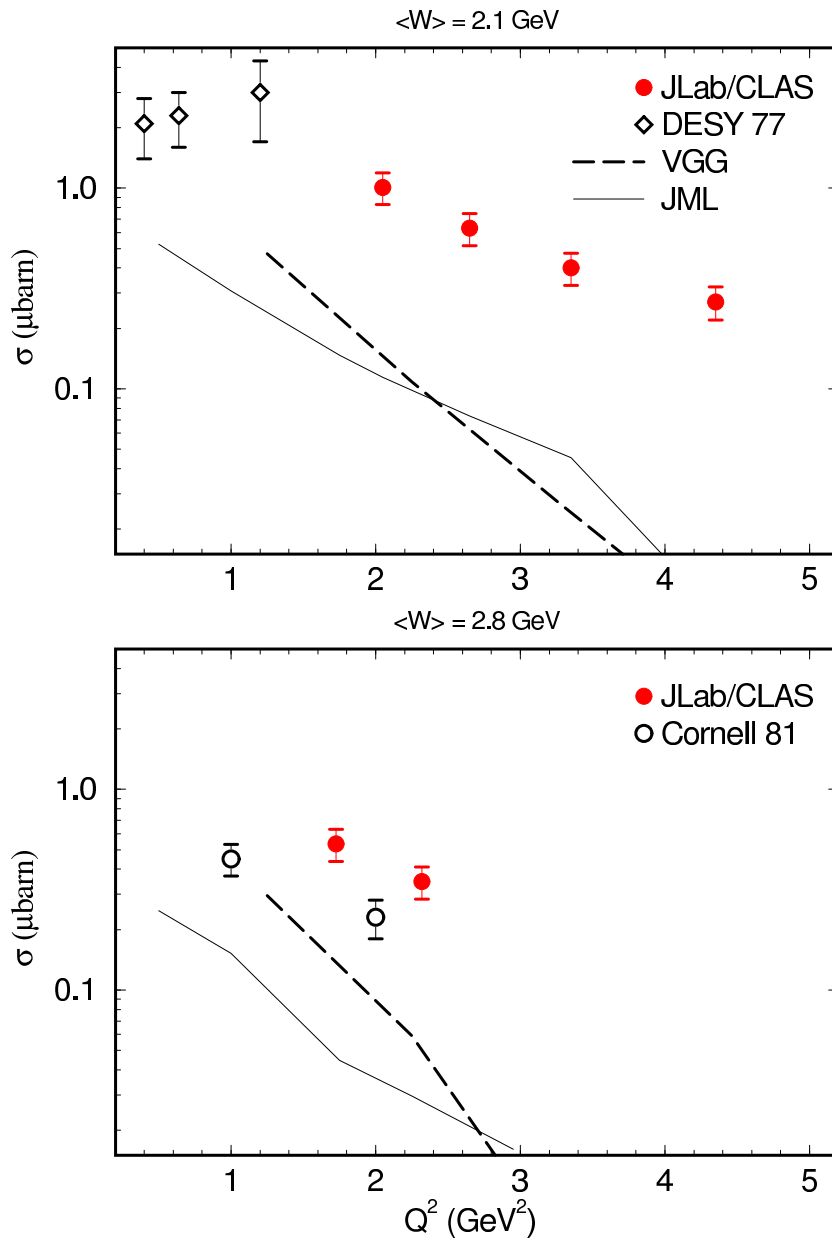 <W> = 2.1 GeV
JLab/CLAS
DESY 77
VGG
JML
1.0
0.1
σ (μbarn)
1 2 3 4 5
<W> = 2.8 GeV
JLab/CLAS
Cornell 81
1.0
0.1
σ (μbarn)
1 2 3 4 5
Q² (GeV²)